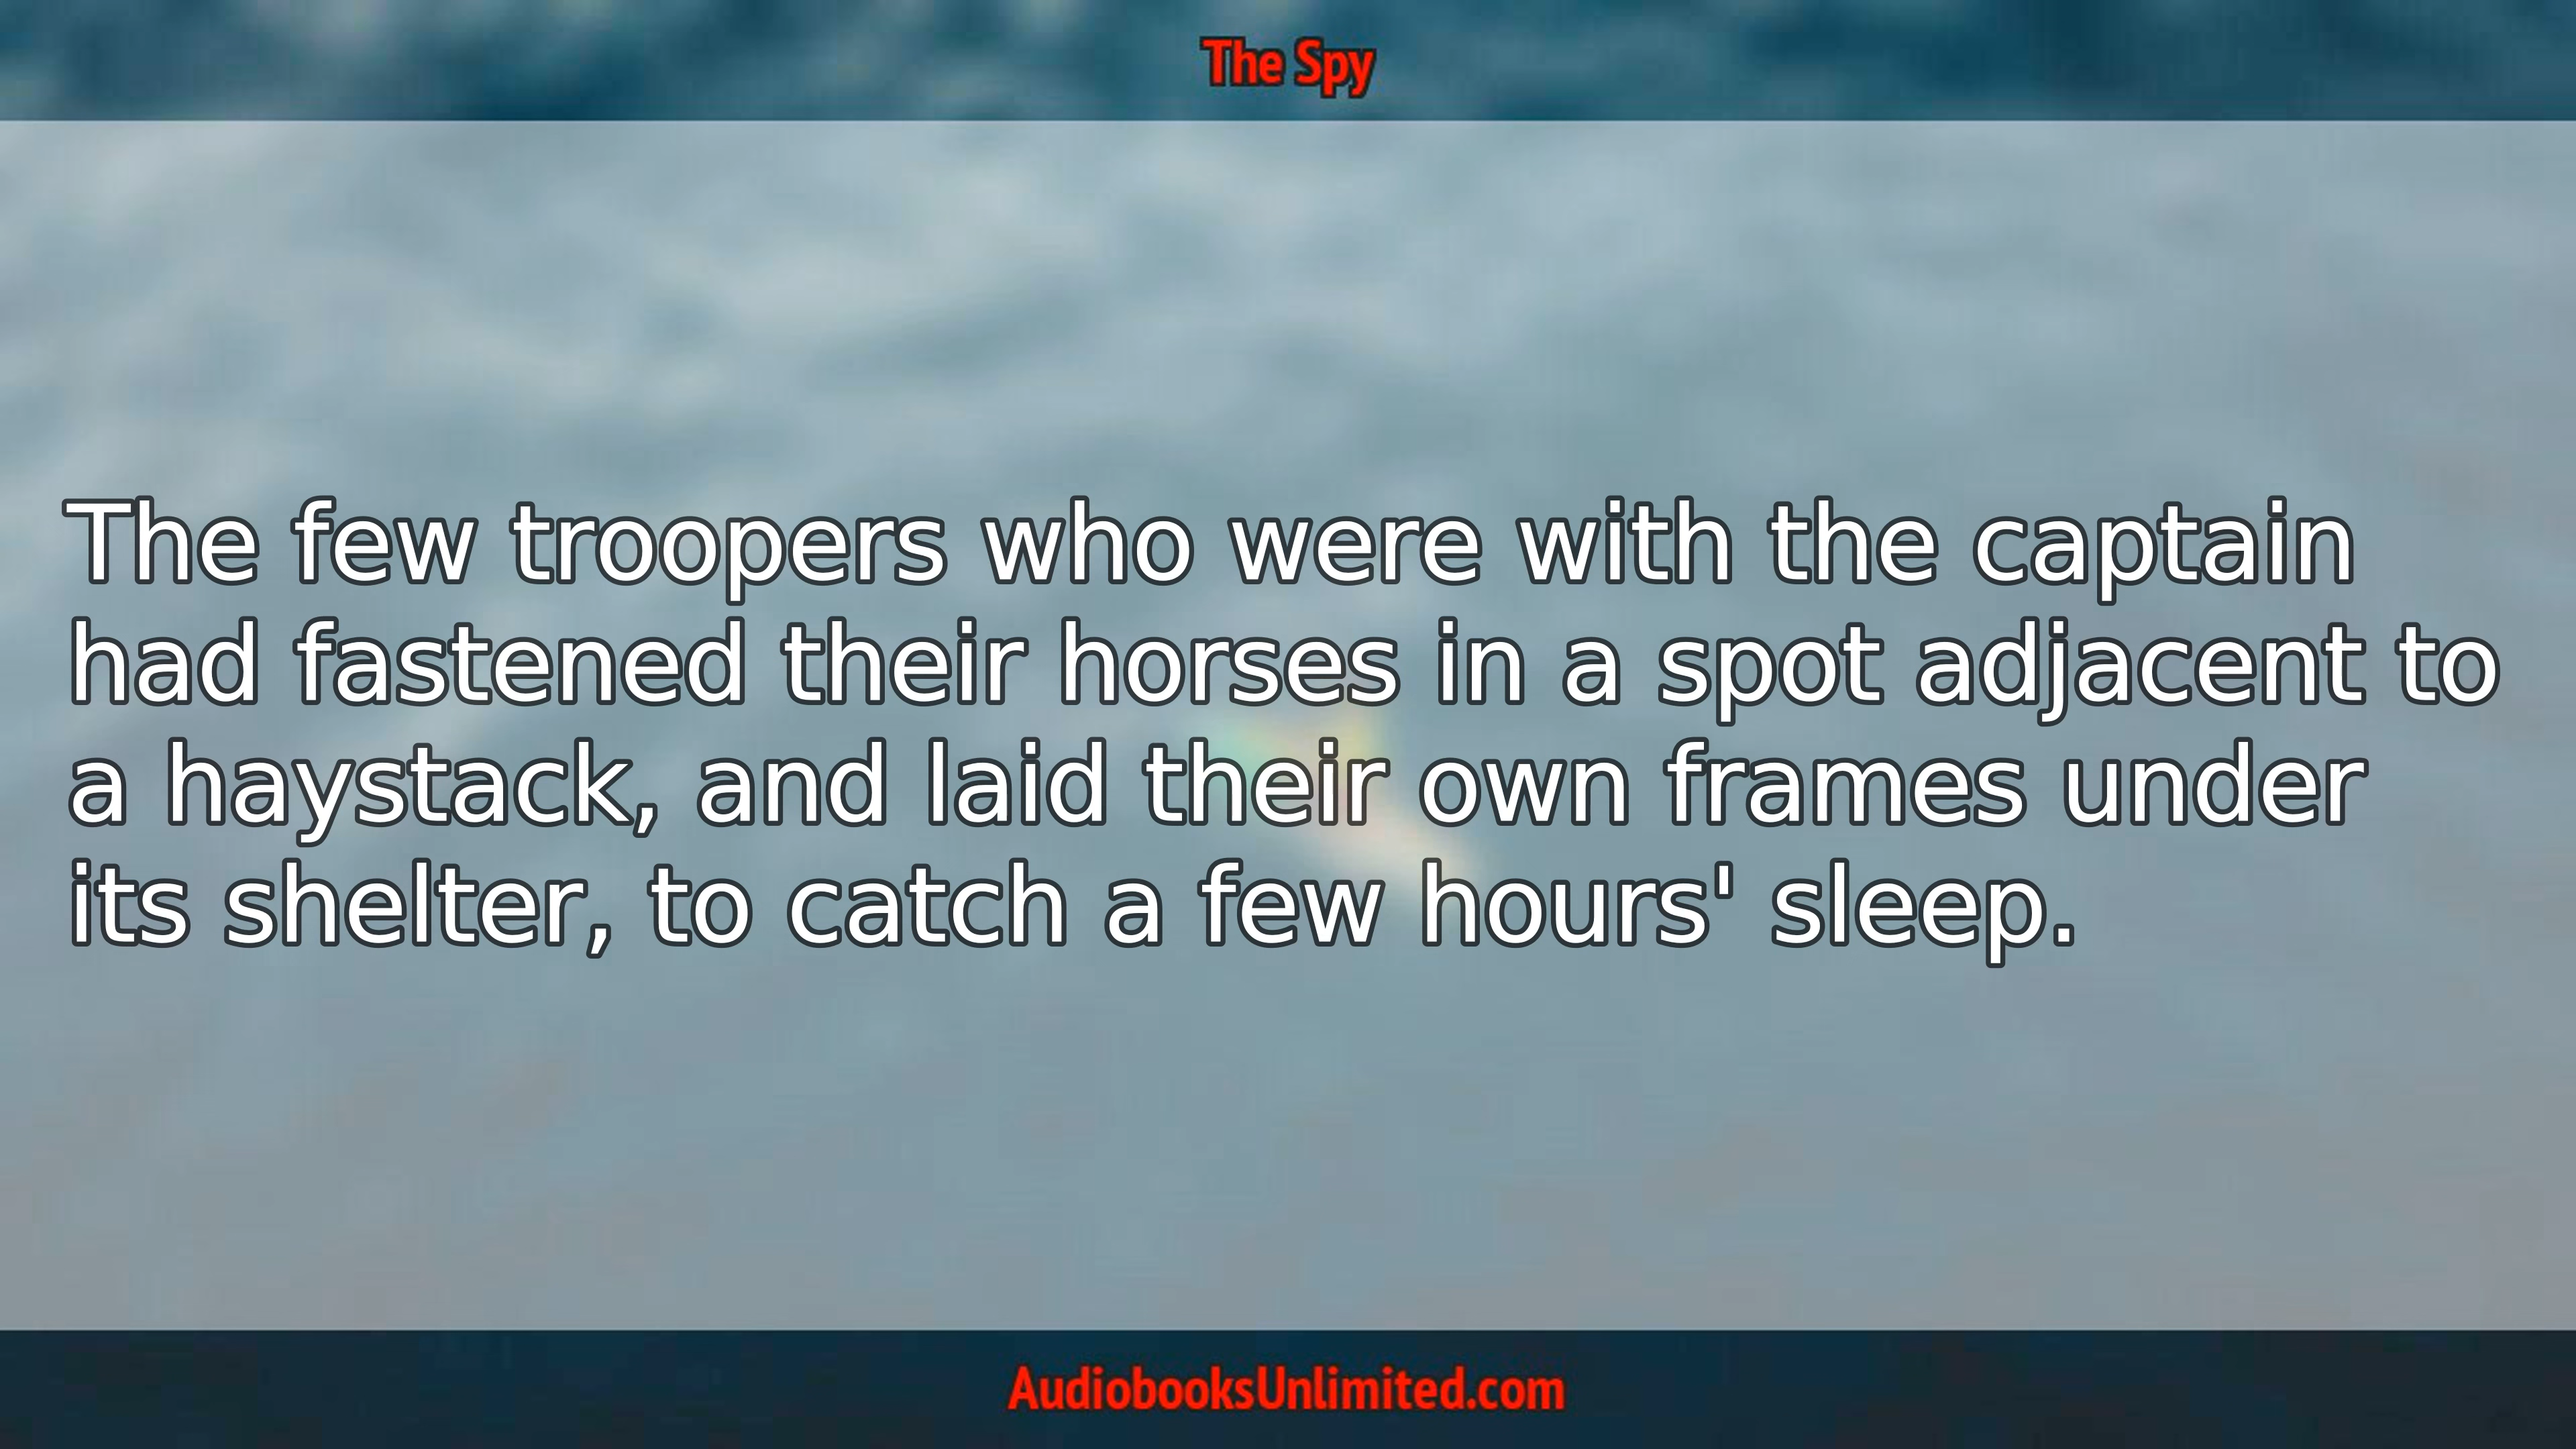 The Spy
The few troopers who were with the captain
had fastened their horses in a spot adjacent to
a haystack, and laid their own frames under
its shelter, to catch a few hours' sleep.
AudiobooksUnlimited.com